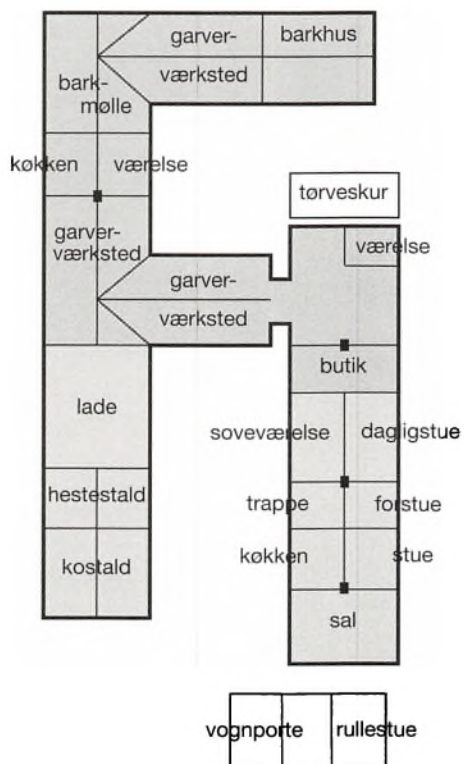 garver-
værksted
barkhus
bark-
mølle
køkken
værelse
garver-
værksted
garver-
værksted
lade
hestestald
kostald
tørveskur
værelse
butik
soveværelse
dagligstue
trappe
forstue
køkken
stue
sal
vognporte
rullestue